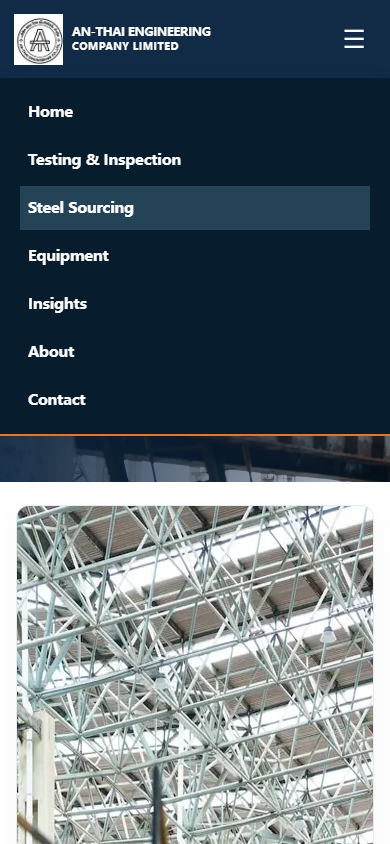 AN-THAI ENGINEERING
COMPANY LIMITED
Home
Testing & Inspection
Steel Sourcing
Equipment
Insights
About
Contact